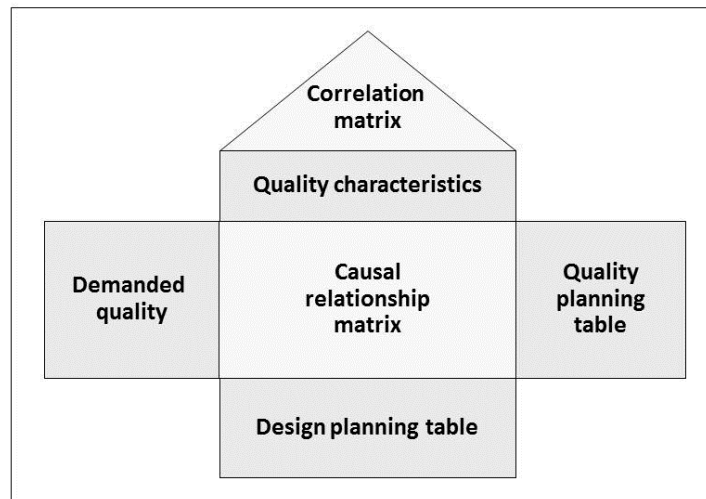 Correlation
matrix
Quality characteristics
Demanded
quality
Causal
relationship
matrix
Quality
planning
table
Design planning table